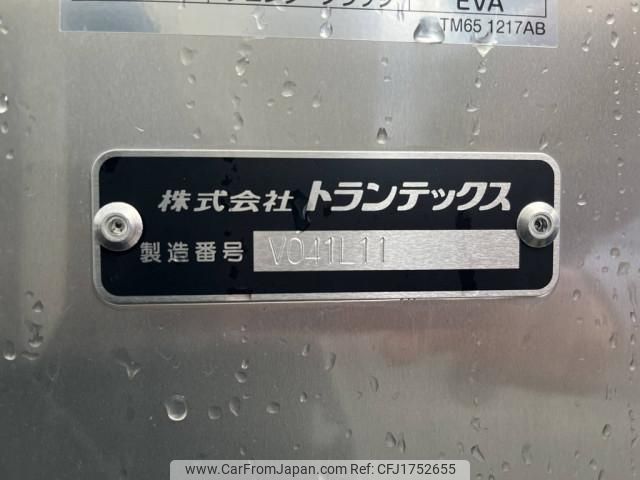 EVA
TM65 1217AB
株式会社 トランテックス
製造番号 V041L11
www.CarFromJapan.com | Ref No. CFJ1752655